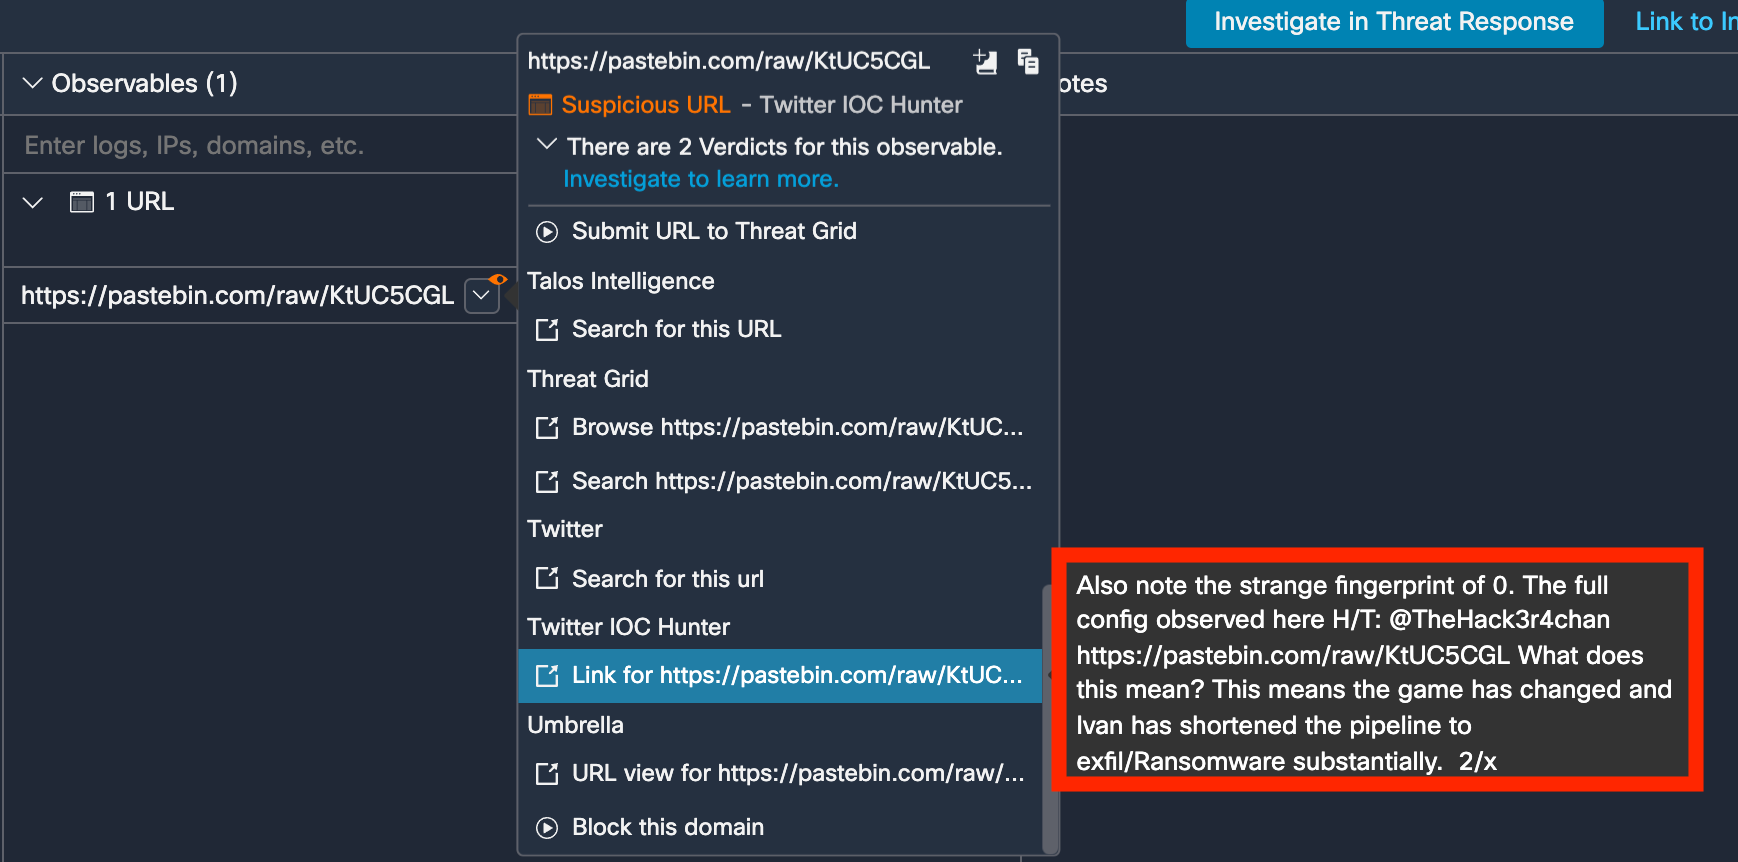 Investigate in Threat Response
Link to In
Observables (1)
Enter logs, IPs, domains, etc.
1 URL
https://pastebin.com/raw/KtUC5CGL
https://pastebin.com/raw/KtUC5CGL
Suspicious URL - Twitter IOC Hunter
There are 2 Verdicts for this observable.
Investigate to learn more.
Submit URL to Threat Grid
Talos Intelligence
Search for this URL
Threat Grid
Browse https://pastebin.com/raw/KtUC...
Search https://pastebin.com/raw/KtUC5...
Twitter
Search for this url
Twitter IOC Hunter
Link for https://pastebin.com/raw/KtUC...
Umbrella
URL view for https://pastebin.com/raw/...
Block this domain
otes
Also note the strange fingerprint of 0. The full
config observed here H/T: @TheHack3r4chan
https://pastebin.com/raw/KtUC5CGL What does
this mean? This means the game has changed and
Ivan has shortened the pipeline to
exfil/Ransomware substantially.  2/x